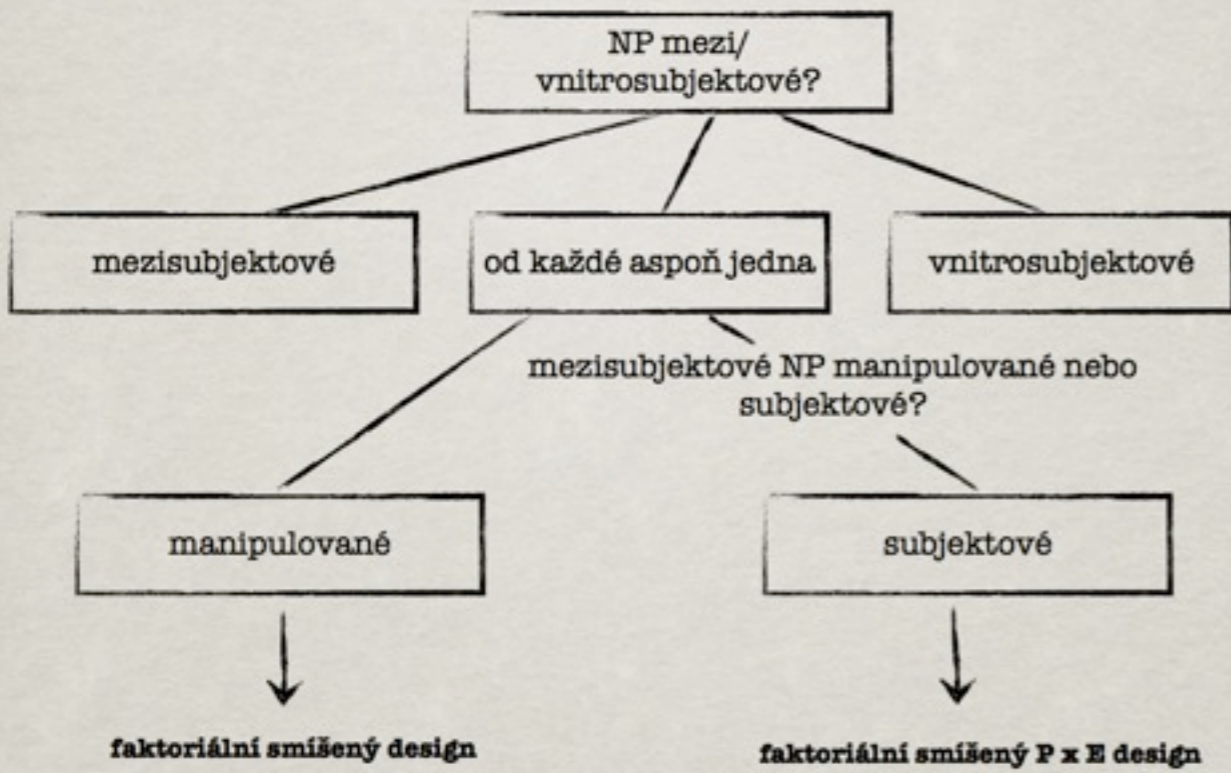 NP mezi/
vnitrosubjektové?
mezisubjektové
od každé aspoň jedna
vnitrosubjektové
mezisubjektové NP manipulované nebo
subjektové?
manipulované
subjektové
faktoriální smíšený design
faktoriální smíšený P x E design